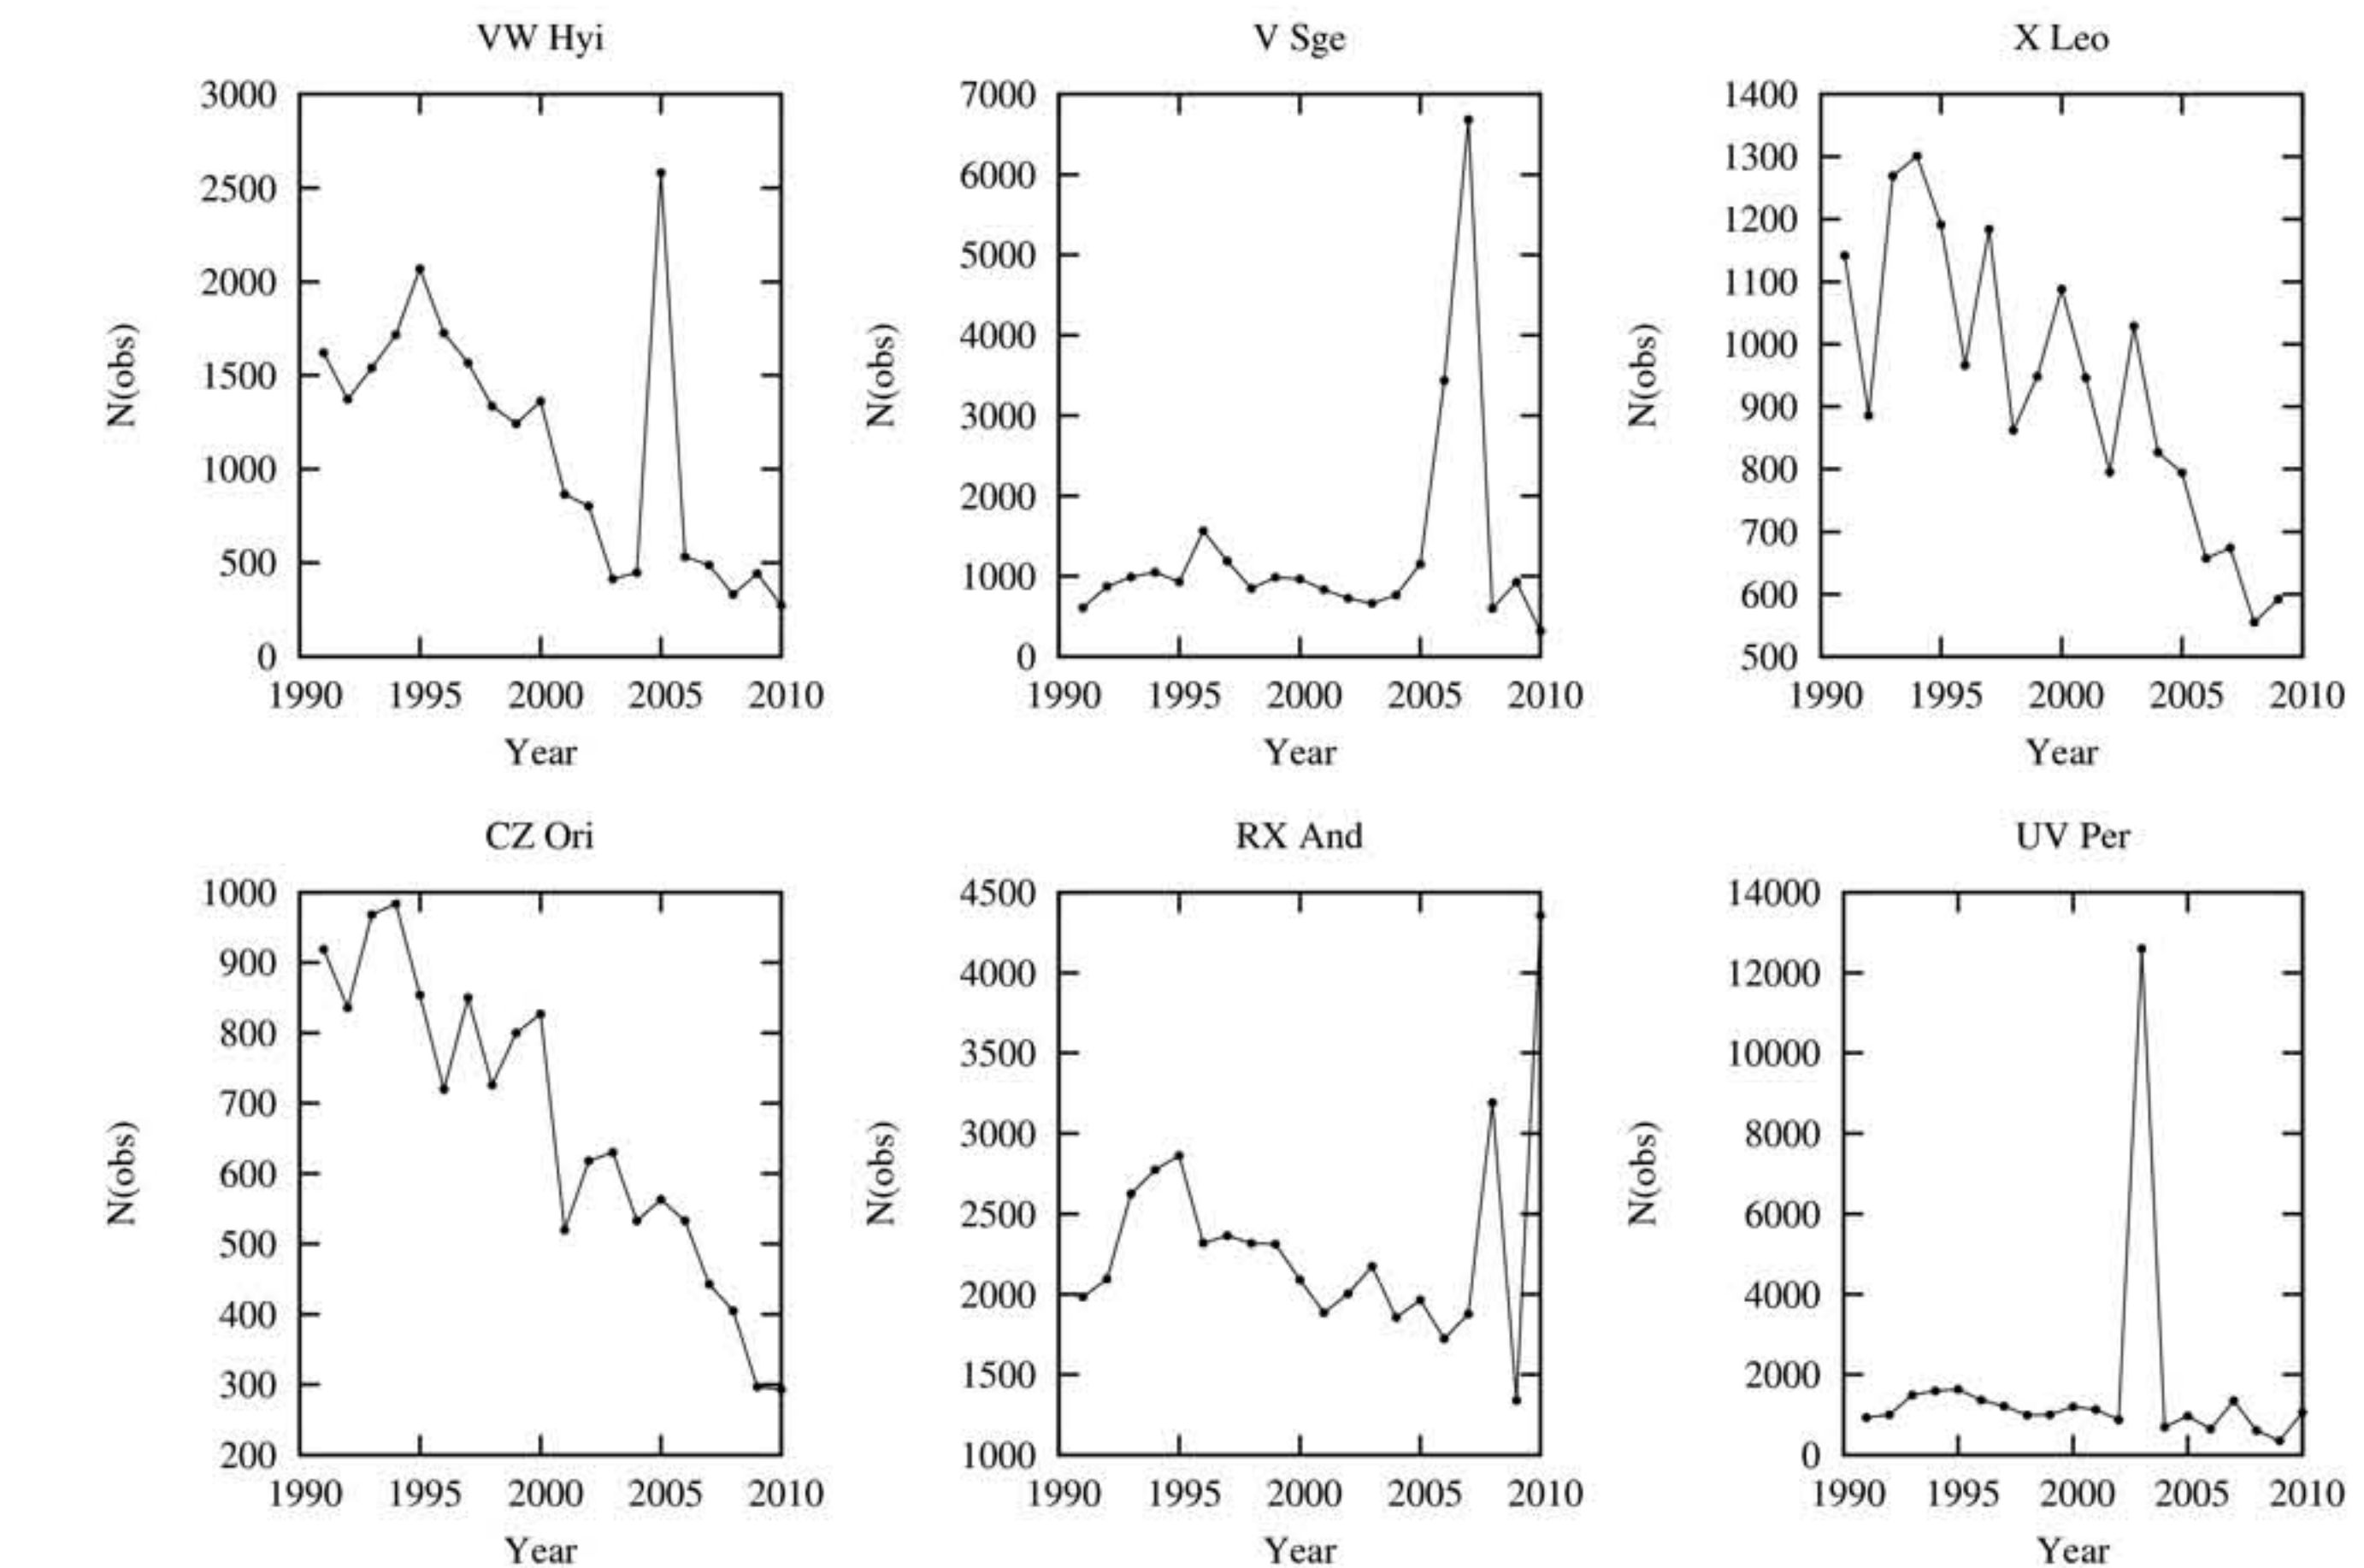 VW Hyi
3000
2500
2000
1500
1000
500
0
N(obs)
1990 1995 2000 2005 2010
Year
V Sge
7000
6000
5000
4000
3000
2000
1000
0
N(obs)
1990 1995 2000 2005 2010
Year
X Leo
1400
1300
1200
1100
1000
900
800
700
600
500
N(obs)
1990 1995 2000 2005 2010
Year
CZ Ori
1000
900
800
700
600
500
400
300
200
N(obs)
1990 1995 2000 2005 2010
Year
RX And
4500
4000
3500
3000
2500
2000
1500
1000
N(obs)
1990 1995 2000 2005 2010
Year
UV Per
14000
12000
10000
8000
6000
4000
2000
0
N(obs)
1990 1995 2000 2005 2010
Year